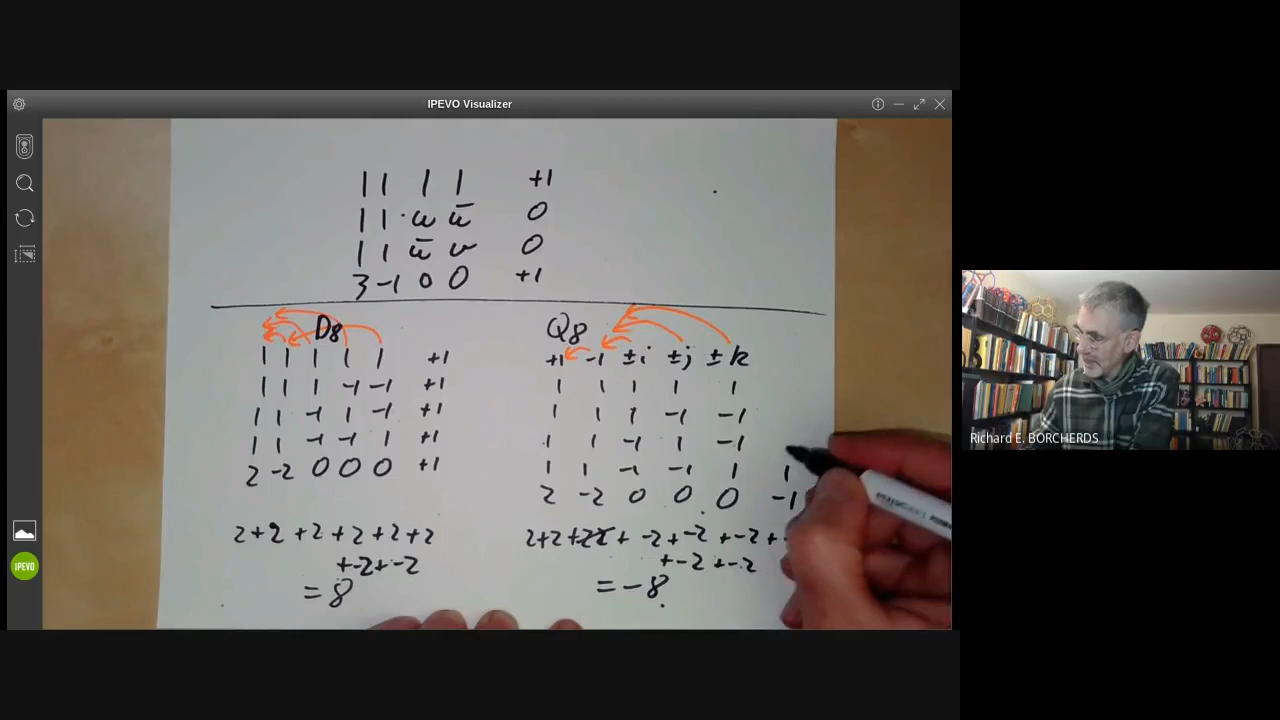 IPEVO Visualizer
1 1 1 1 +1
1 1 ω ω̄ 0
1 1 ω̄ ω 0
3 -1 0 0 +1
D8
1 1 1 1 1 +1
1 1 1 -1 -1 +1
1 1 -1 1 -1 +1
1 1 -1 -1 1 +1
2 -2 0 0 0 +1
2+2+2+2+2+2
+-2+-2
=8
Q8
+1 -1 ±i ±j ±k
1 1 1 1 1
1 1 1 -1 -1
1 1 -1 1 -1
1 1 -1 -1 1 1
2 -2 0 0 0 -1
+-2+-2+-2+
+-2+-2
=-8
IPEVO
Richard E. BORCHERDS